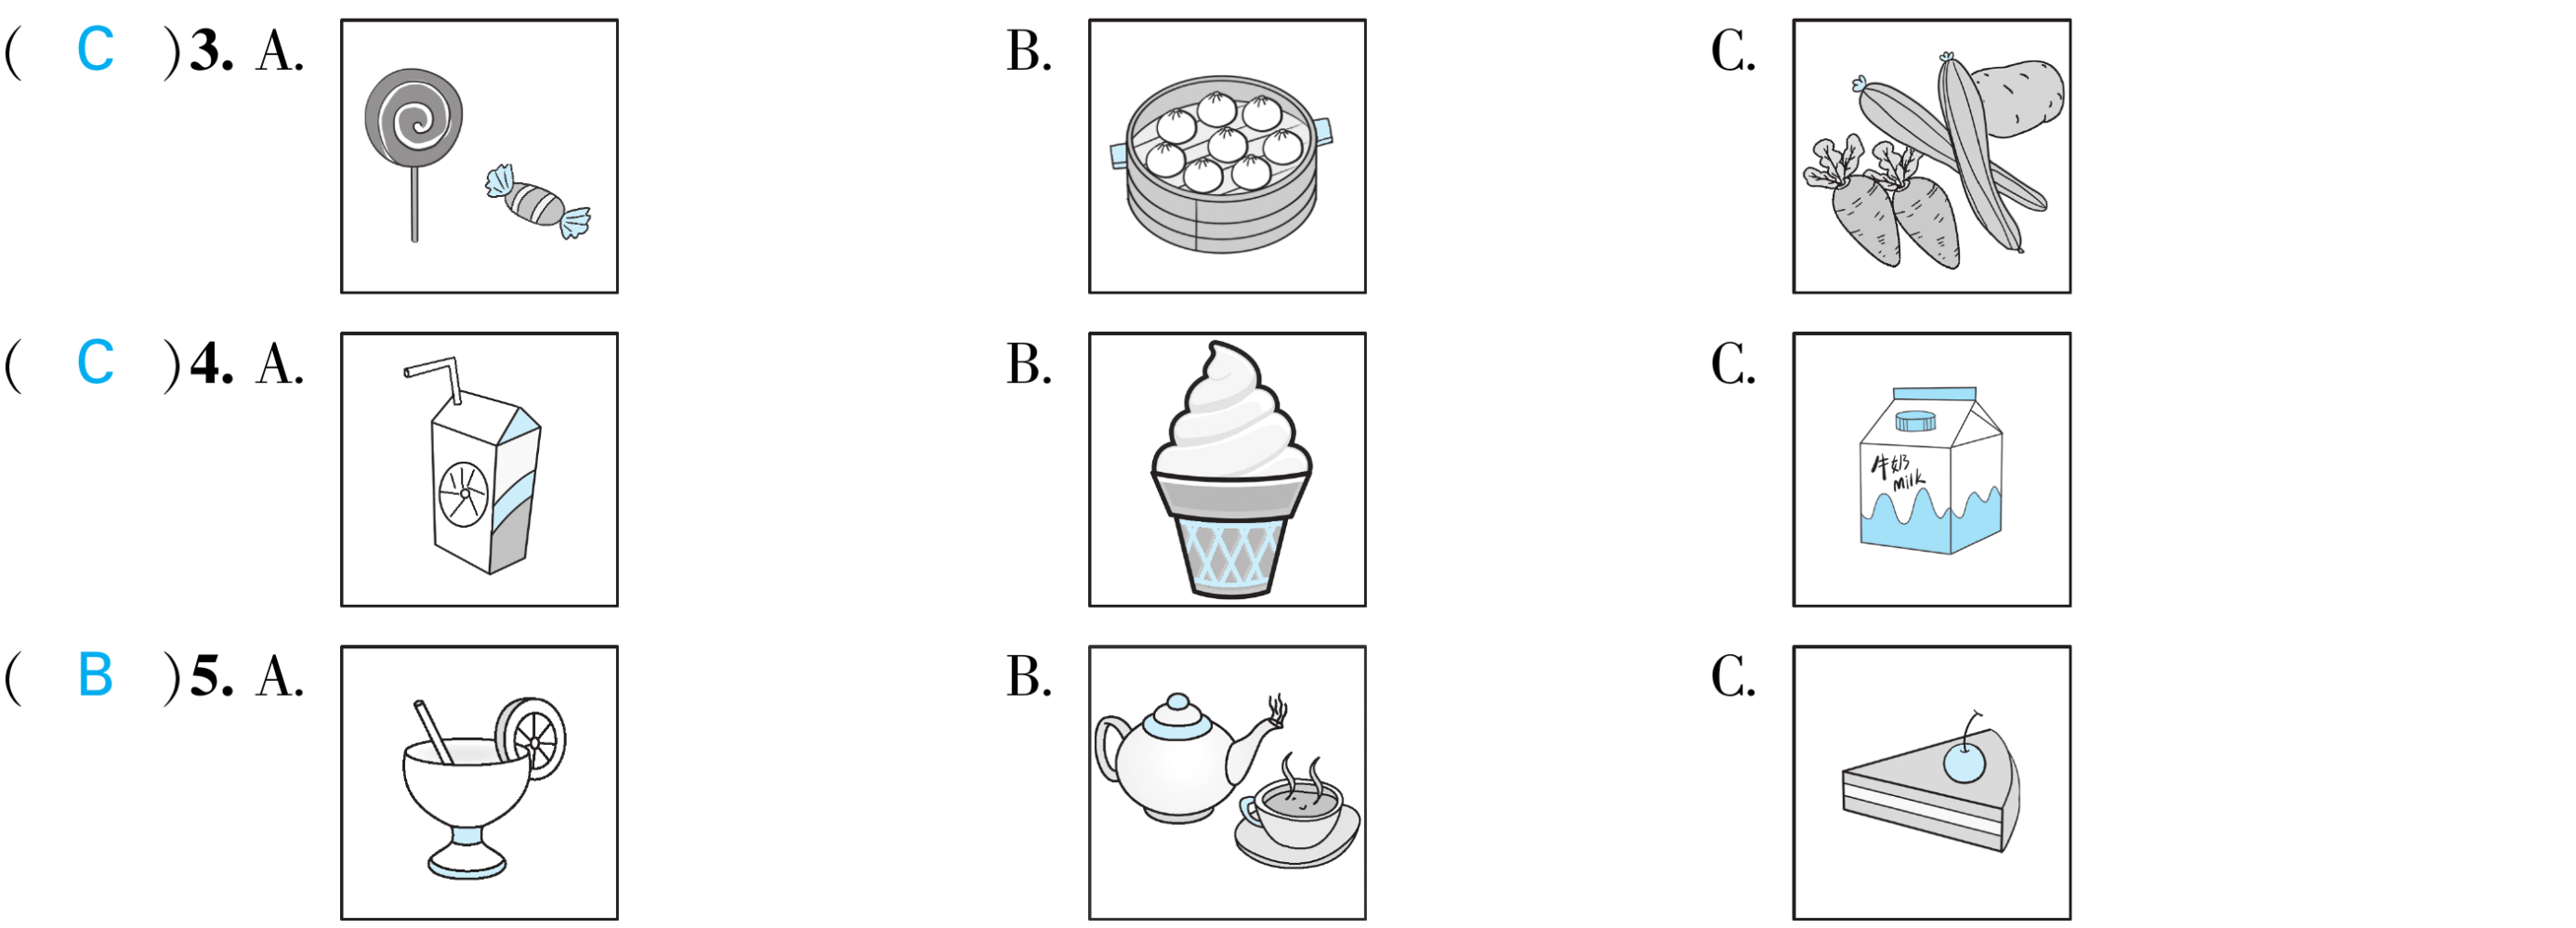 ( C )3. A. B. C.
( C )4. A. B. C.
牛奶
milk
( B )5. A. B. C.